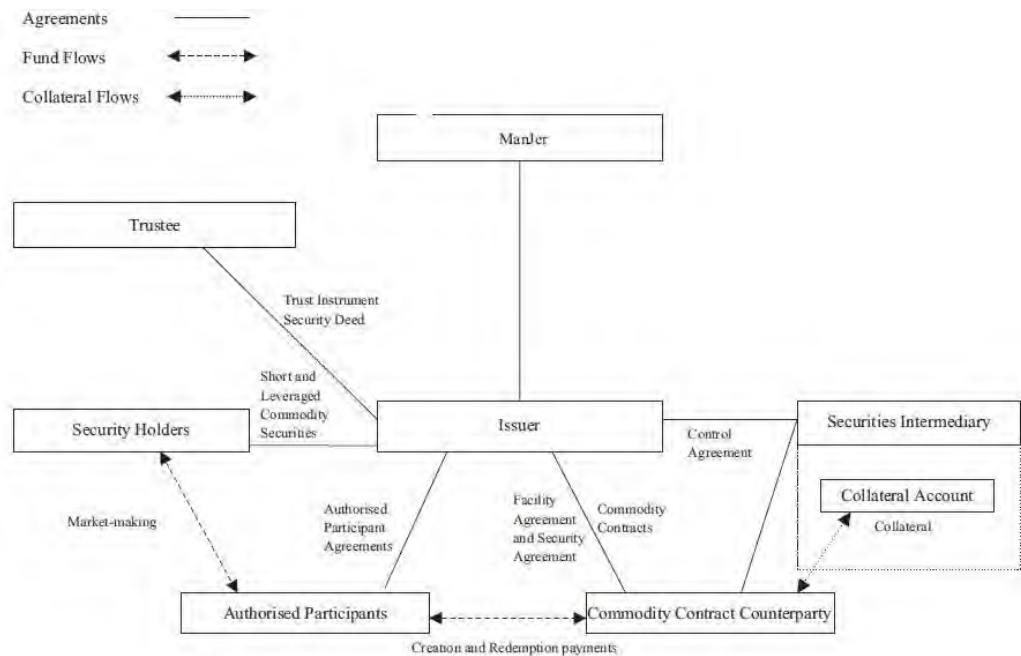 Agreements
Fund Flows
Collateral Flows
ManJer
Trustee
Trust Instrument
Security Deed
Short and
Leveraged
Commodity
Securities
Security Holders
Issuer
Securities Intermediary
Control
Agreement
Collateral Account
Collateral
Market-making
Authorised
Participant
Agreements
Facility
Agreement
and Security
Agreement
Commodity
Contracts
Authorised Participants
Commodity Contract Counterparty
Creation and Redemption payments